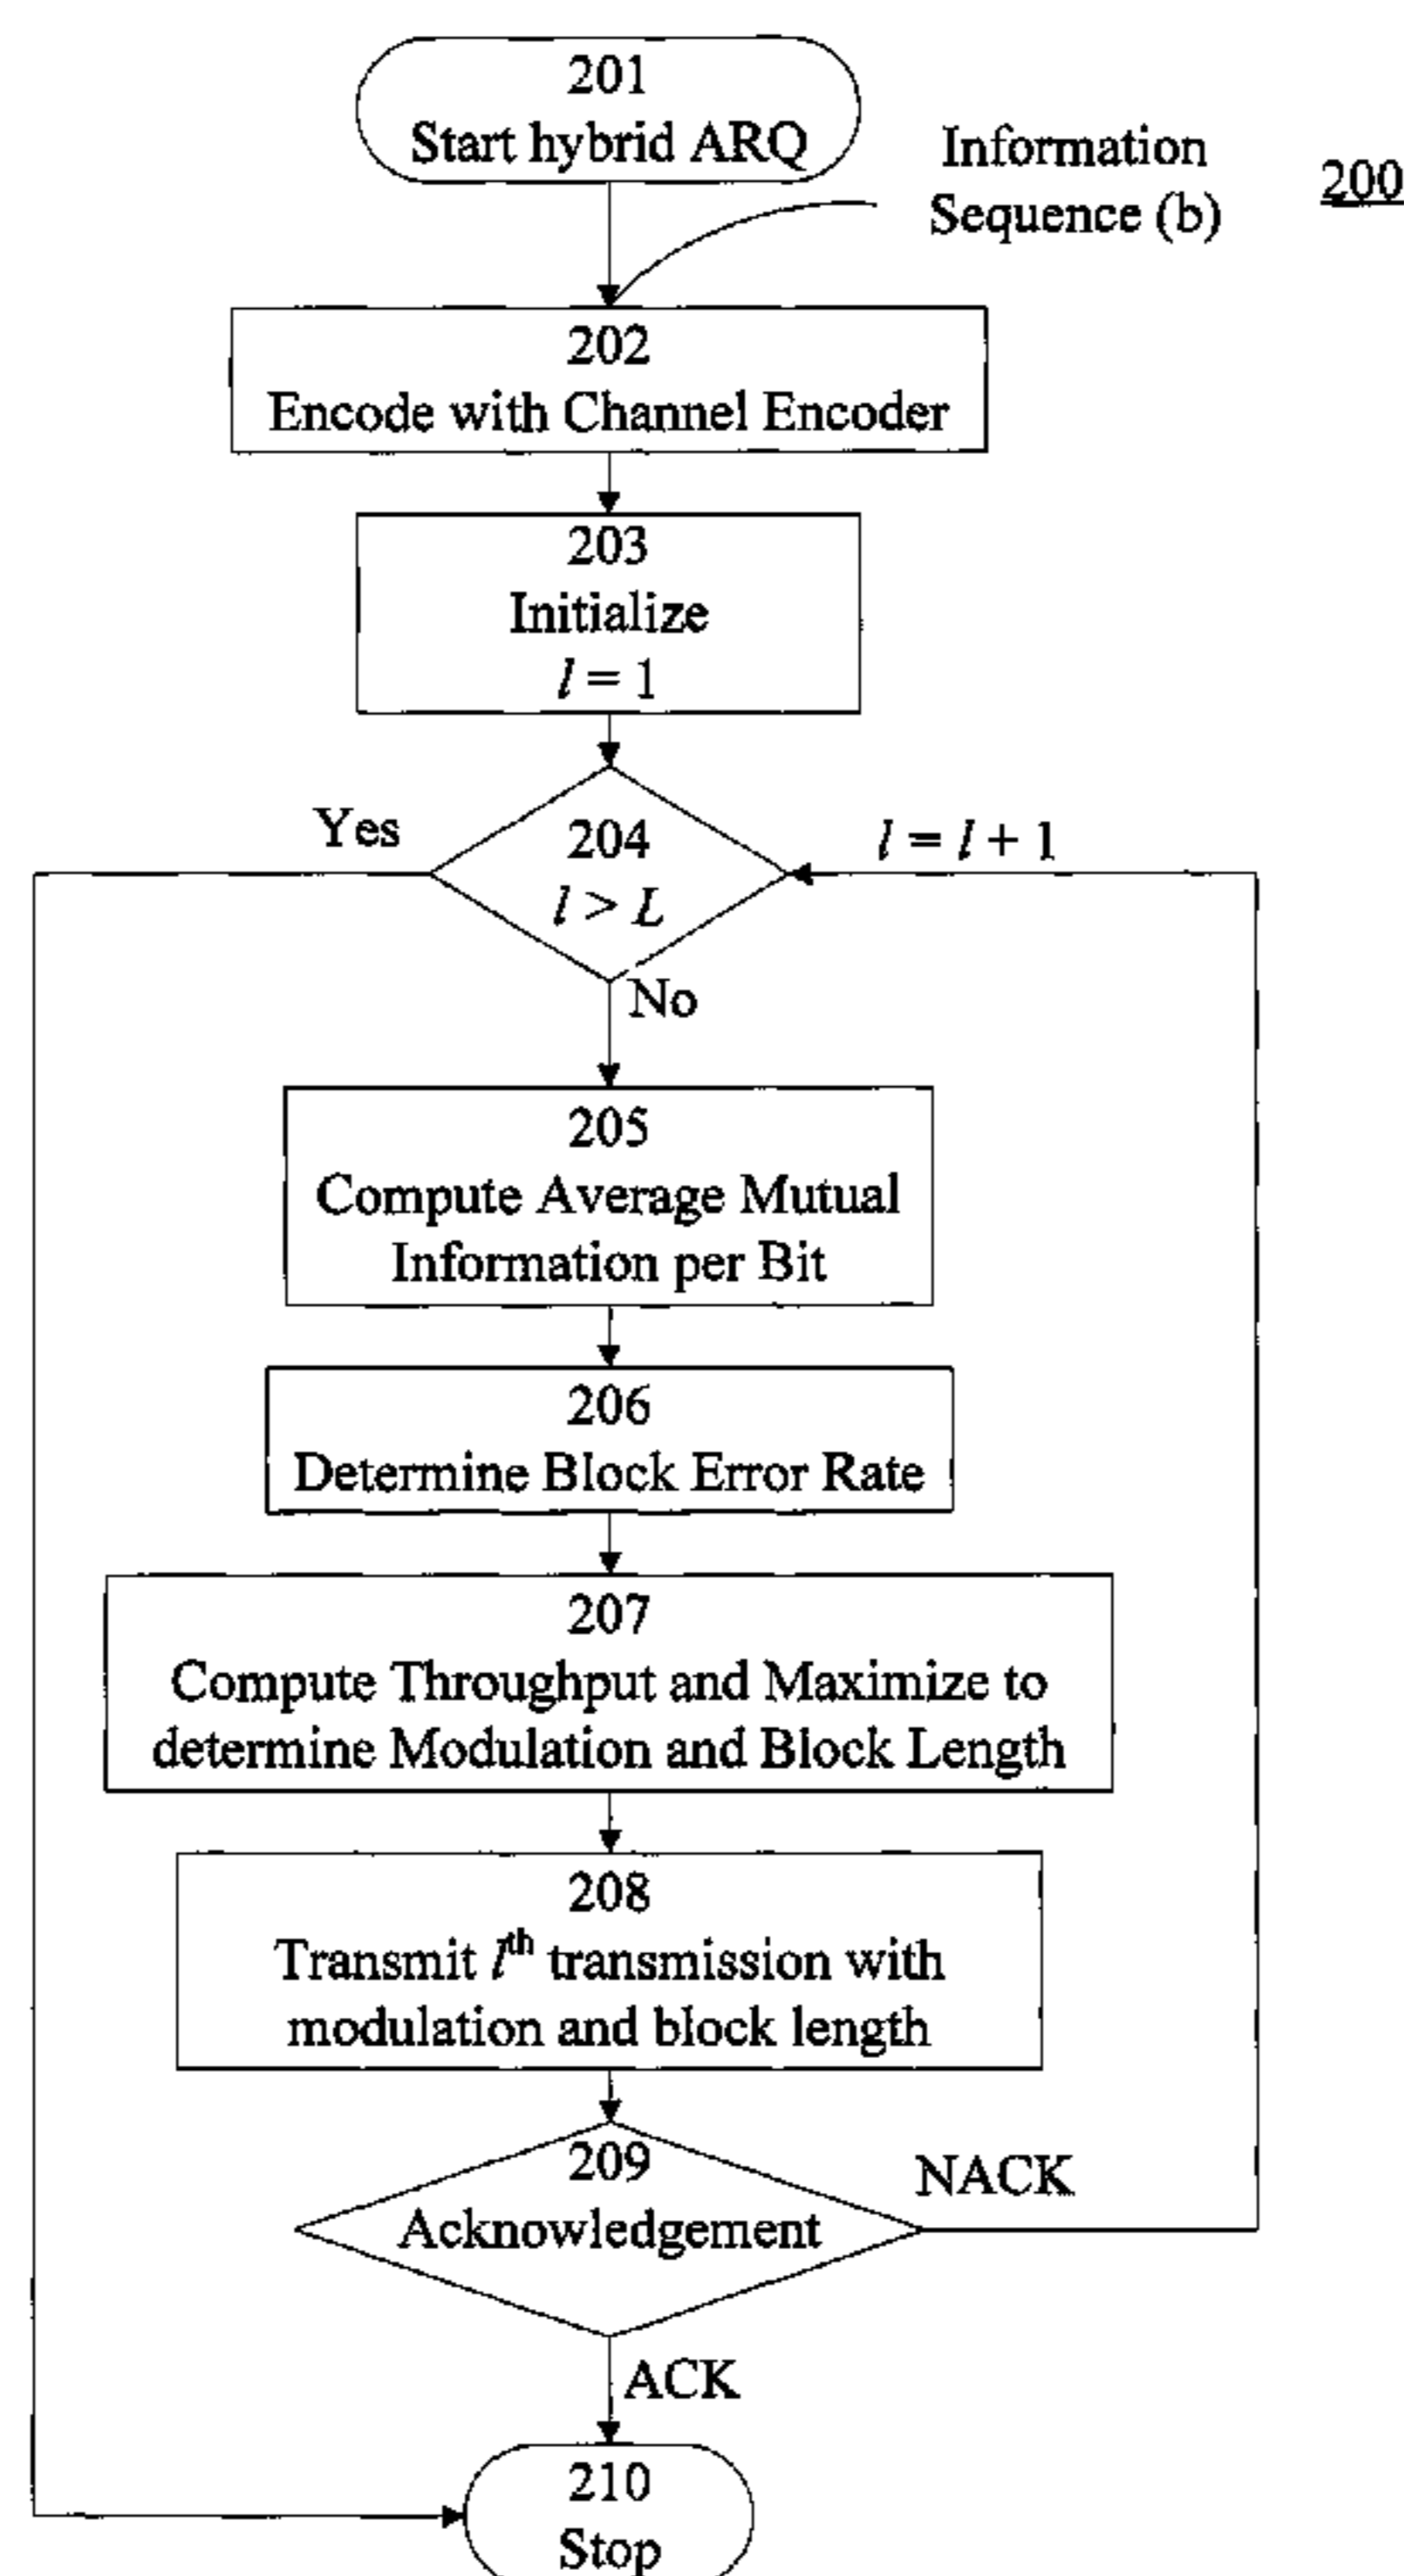 201
Start hybrid ARQ
Information
Sequence (b)
200
202
Encode with Channel Encoder
203
Initialize
l = 1
Yes
204
l > L
l = l + 1
No
205
Compute Average Mutual
Information per Bit
206
Determine Block Error Rate
207
Compute Throughput and Maximize to
determine Modulation and Block Length
208
Transmit lth transmission with
modulation and block length
209
Acknowledgement
NACK
ACK
210
Stop